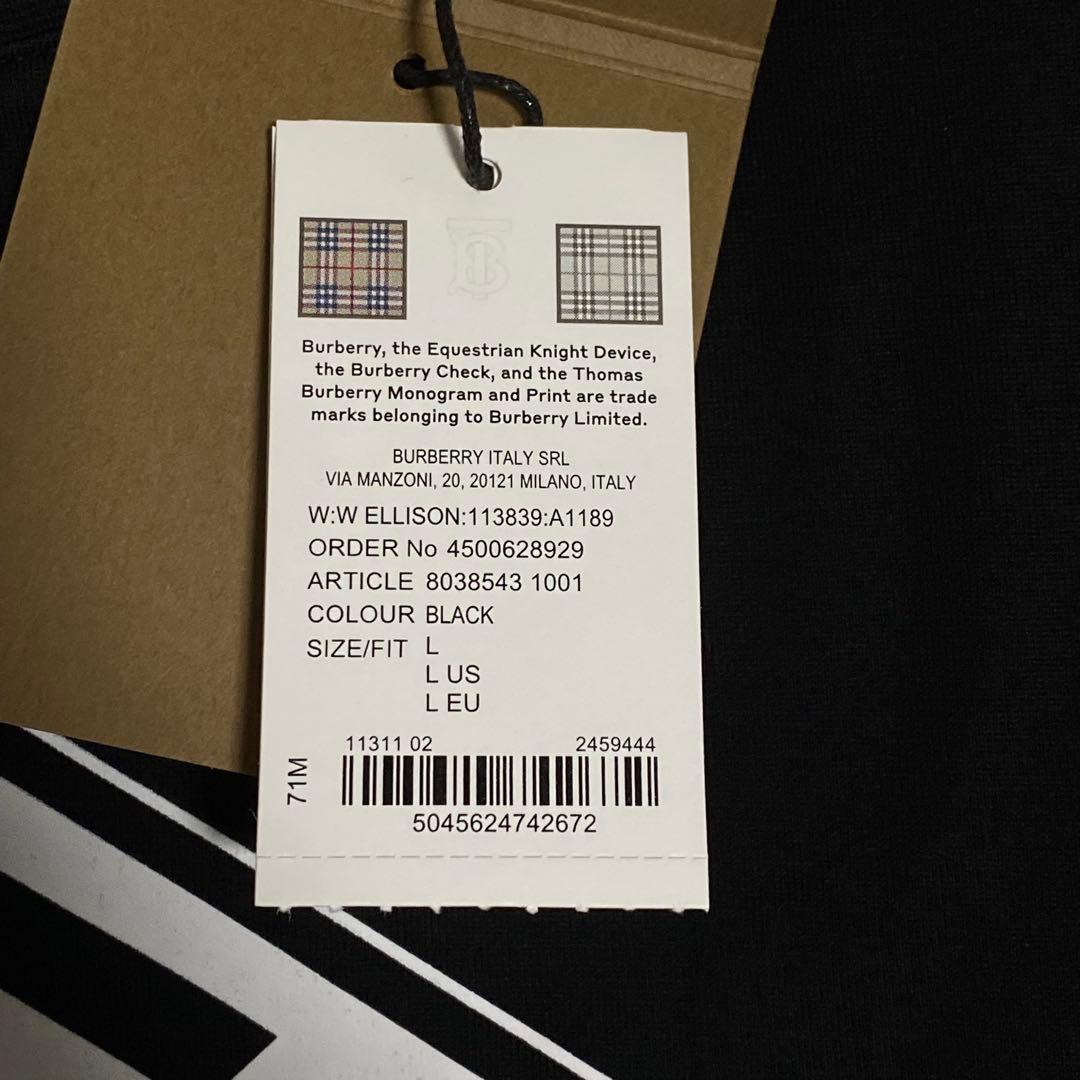 Burberry, the Equestrian Knight Device,
the Burberry Check, and the Thomas
Burberry Monogram and Print are trade
marks belonging to Burberry Limited.
BURBERRY ITALY SRL
VIA MANZONI, 20, 20121 MILANO, ITALY
W:W ELLISON:113839:A1189
ORDER No 4500628929
ARTICLE 8038543 1001
COLOUR BLACK
SIZE/FIT L
L US
L EU
11311 02 2459444
71M
5045624742672